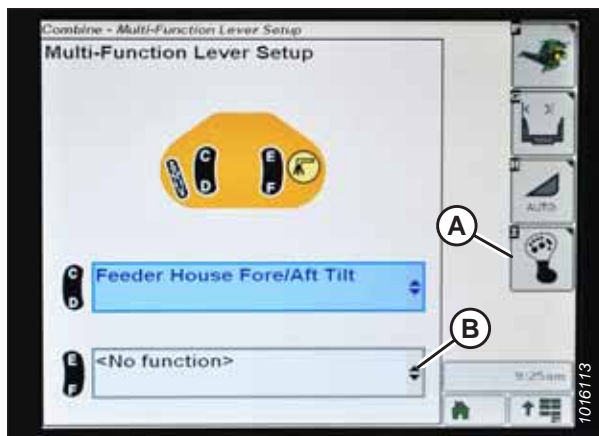 Combine - Multi-Function Lever Setup
Multi-Function Lever Setup
C
D
E
F
AUTO
A
C
D
Feeder House Fore/Aft Tilt
B
E
F
<No function>
9:25am
1016113